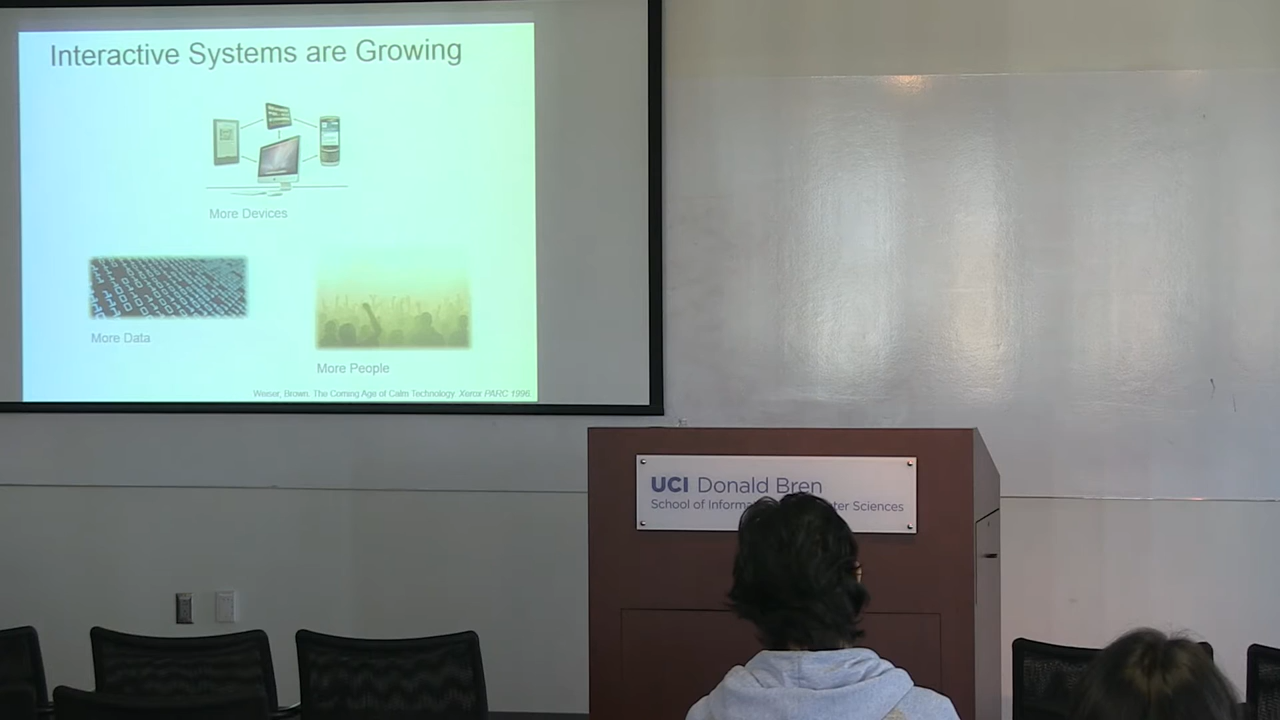 Interactive Systems are Growing
More Devices
More Data
More People
Weiser, Brown. The Coming Age of Calm Technology. Xerox PARC 1996.
UCI Donald Bren
School of Inform ter Sciences